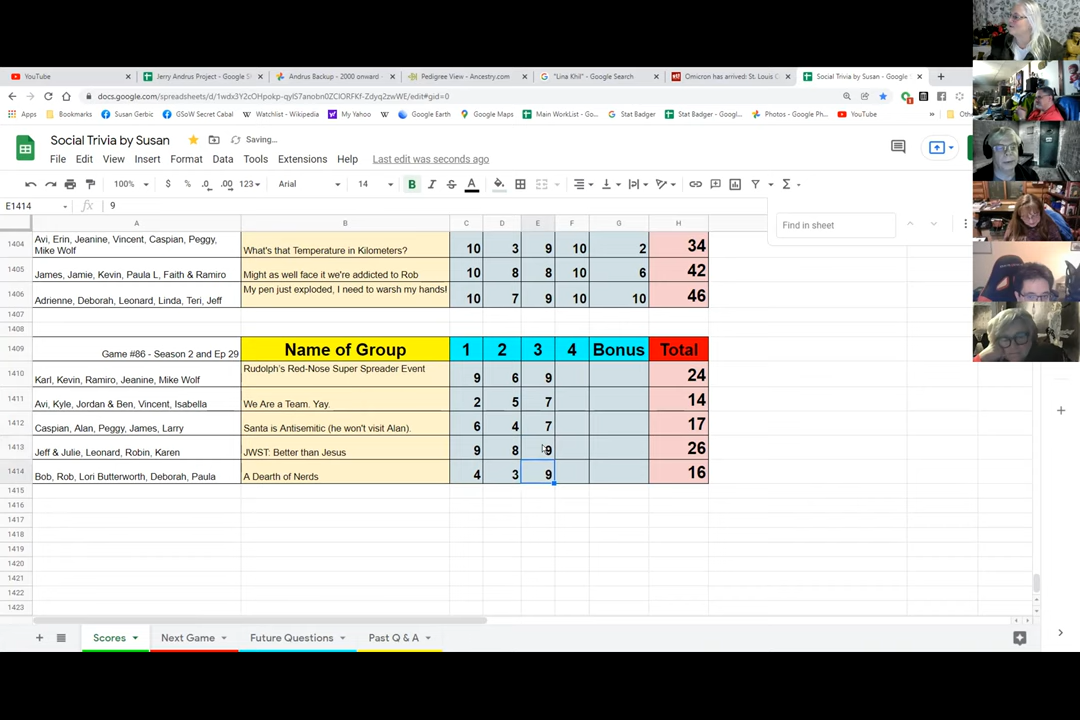 YouTube
Jerry Andrus Project - Google S
Andrus Backup - 2000 onward -
Pedigree View - Ancestry.com
"Lina Khil" - Google Search
Omicron has arrived: St. Louis C
Social Trivia by Susan - Google
docs.google.com/spreadsheets/d/1wdx3Y2cOHpokp-qyIS7anobn0ZClORFKf-Zdyq2zwWE/edit#gid=0
Apps
Bookmarks
Susan Gerbic
GSoW Secret Cabal
Watchlist - Wikipedia
My Yahoo
Google Earth
Google Maps
Main WorkList - Go...
Stat Badger
Stat Badger - Googl...
Photos - Google Ph...
YouTube
Social Trivia by Susan
Saving...
File Edit View Insert Format Data Tools Extensions Help Last edit was seconds ago
100% $ % .0 .00 123 Arial 14 B I S A
E1414 fx 9
Find in sheet
A B C D E F G H
1404 Avi, Erin, Jeanine, Vincent, Caspian, Peggy, Mike Wolf What's that Temperature in Kilometers? 10 3 9 10 2 34
1405 James, Jamie, Kevin, Paula L, Faith & Ramiro Might as well face it we're addicted to Rob 10 8 8 10 6 42
1406 Adrienne, Deborah, Leonard, Linda, Teri, Jeff My pen just exploded, I need to warsh my hands! 10 7 9 10 10 46
1407
1408
1409 Game #86 - Season 2 and Ep 29 Name of Group 1 2 3 4 Bonus Total
1410 Karl, Kevin, Ramiro, Jeanine, Mike Wolf Rudolph's Red-Nose Super Spreader Event 9 6 9 24
1411 Avi, Kyle, Jordan & Ben, Vincent, Isabella We Are a Team. Yay. 2 5 7 14
1412 Caspian, Alan, Peggy, James, Larry Santa is Antisemitic (he won't visit Alan). 6 4 7 17
1413 Jeff & Julie, Leonard, Robin, Karen JWST: Better than Jesus 9 8 9 26
1414 Bob, Rob, Lori Butterworth, Deborah, Paula A Dearth of Nerds 4 3 9 16
1415
1416
1417
1418
1419
1420
1421
1422
1423
Scores Next Game Future Questions Past Q & A